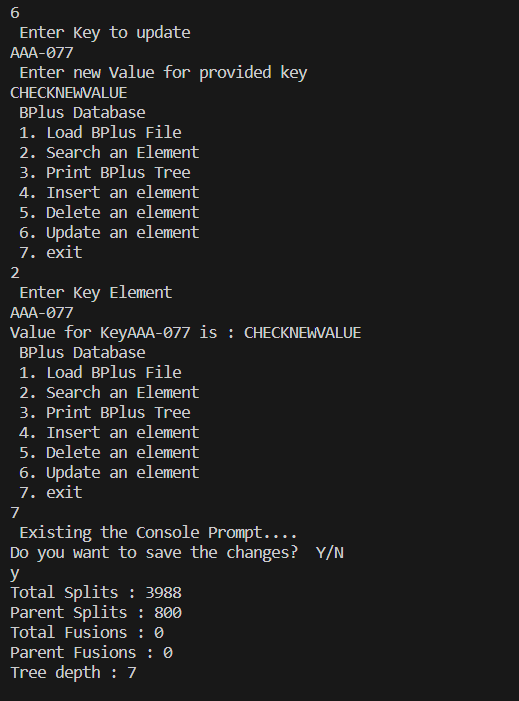 6
 Enter Key to update
AAA-077
 Enter new Value for provided key
CHECKNEWVALUE
 BPlus Database
 1. Load BPlus File
 2. Search an Element
 3. Print BPlus Tree
 4. Insert an element
 5. Delete an element
 6. Update an element
 7. exit
2
 Enter Key Element
AAA-077
Value for KeyAAA-077 is : CHECKNEWVALUE
 BPlus Database
 1. Load BPlus File
 2. Search an Element
 3. Print BPlus Tree
 4. Insert an element
 5. Delete an element
 6. Update an element
 7. exit
7
 Existing the Console Prompt....
Do you want to save the changes?  Y/N
y
Total Splits : 3988
Parent Splits : 800
Total Fusions : 0
Parent Fusions : 0
Tree depth : 7